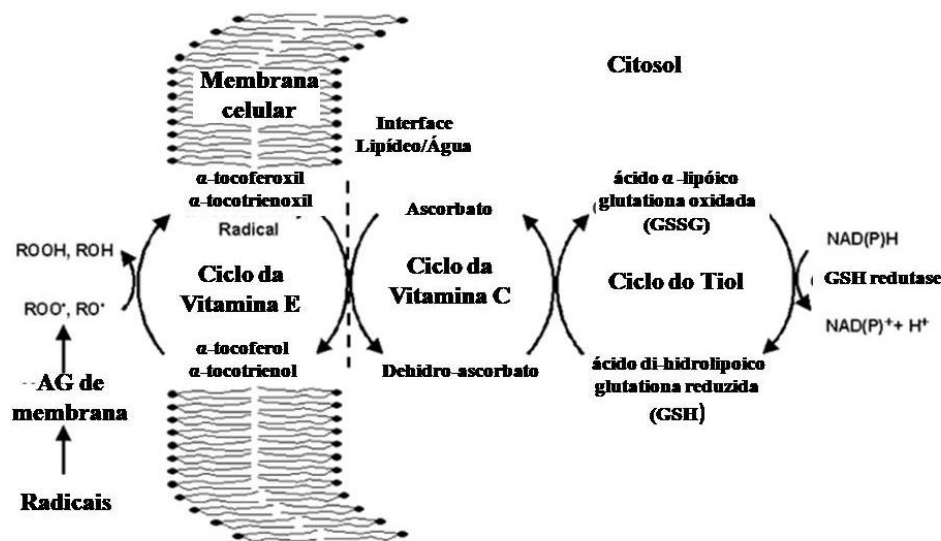 Membrana
celular
Citosol
Interface
Lipídeo/Água
α-tocoferoxil
α-tocotrienoxil
Radical
Ascorbato
ácido α-lipóico
glutationa oxidada
(GSSG)
NAD(P)H
ROOH, ROH
Ciclo da
Vitamina E
Ciclo da
Vitamina C
Ciclo do Tiol
GSH redutase
ROO•, RO•
NAD(P)⁺+ H⁺
α-tocoferol
α-tocotrienol
Dehidro-ascorbato
ácido di-hidrolipoico
glutationa reduzida
(GSH)
AG de
membrana
Radicais